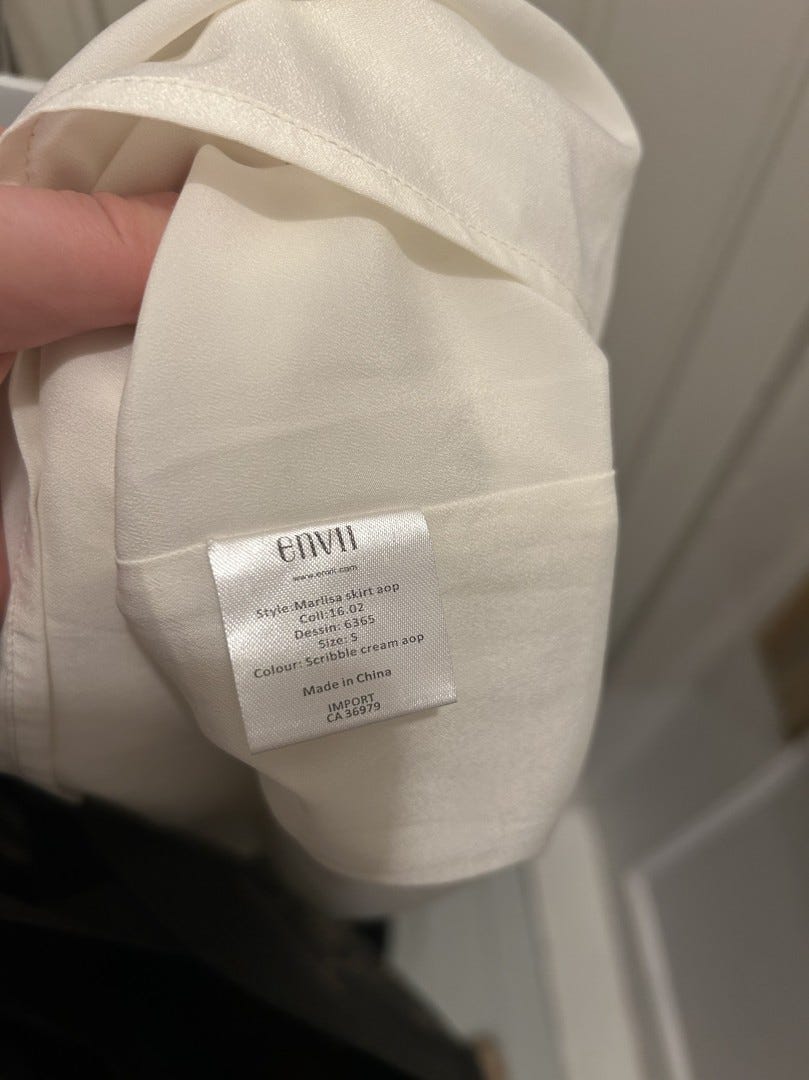 envii
www.envii.com
Style:Marlisa skirt aop
Coll:16.02
Dessin: 6365
Size: S
Colour: Scribble cream aop
Made in China
IMPORT
CA 36979